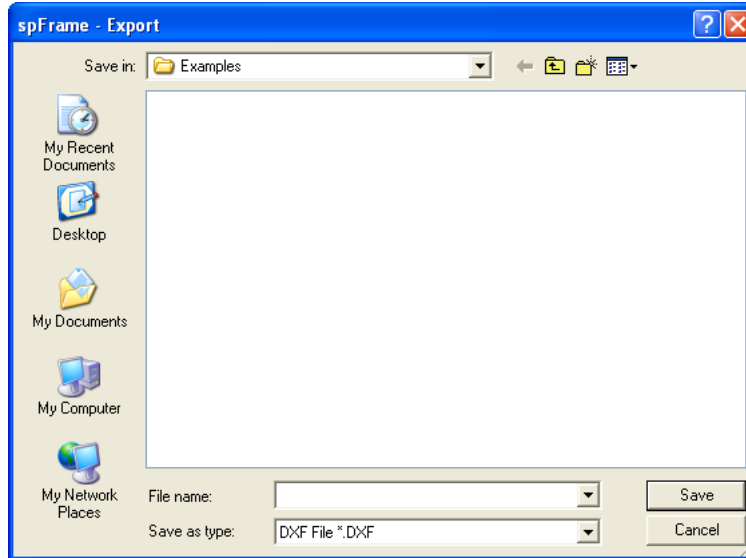 spFrame - Export
Save in: Examples
My Recent
Documents
Desktop
My Documents
My Computer
My Network
Places
File name:
Save
Save as type: DXF File *.DXF
Cancel